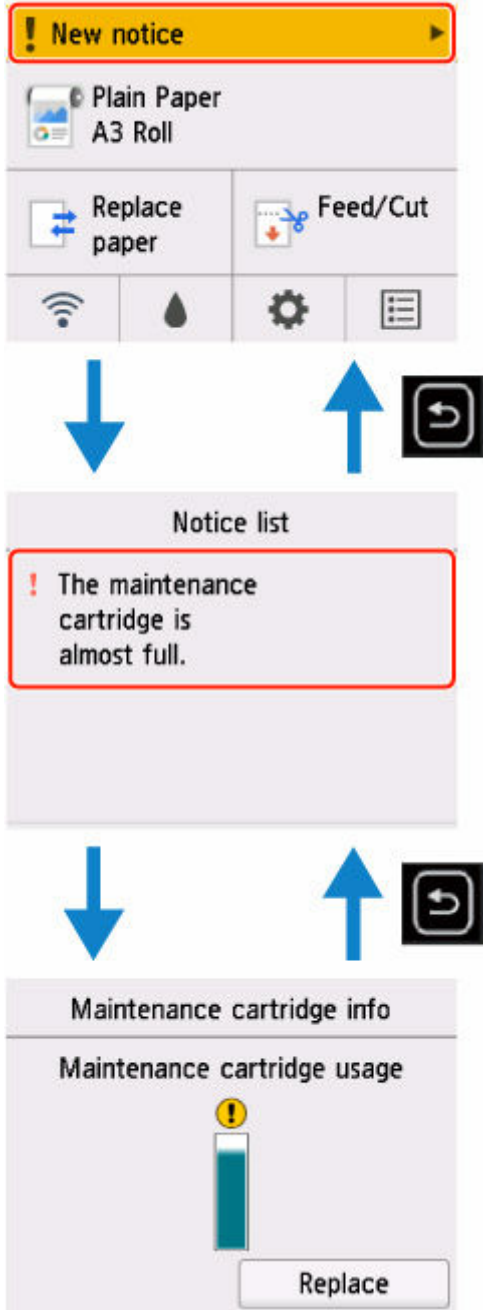 ! New notice
Plain Paper
A3 Roll
Replace
paper
Feed/Cut
Notice list
! The maintenance
cartridge is
almost full.
Maintenance cartridge info
Maintenance cartridge usage
!
Replace